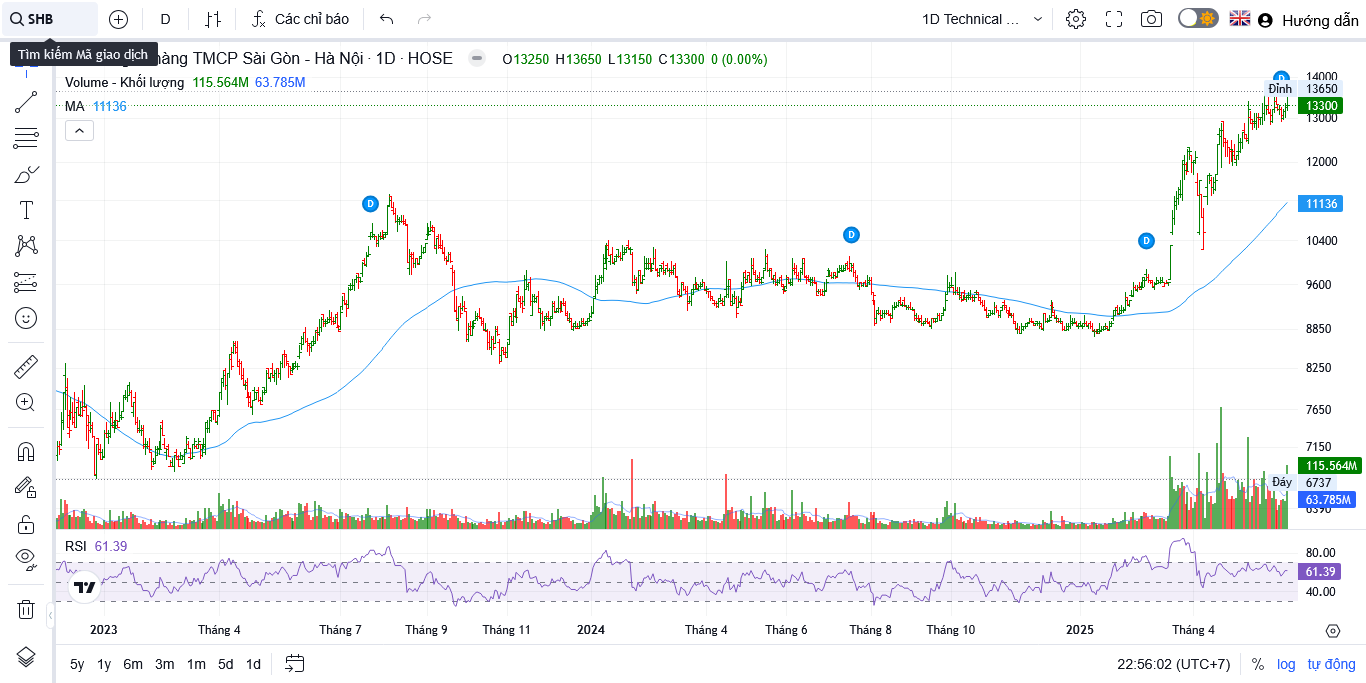 SHB
D
Các chỉ báo
1D Technical ...
Hướng dẫn
Tìm kiếm Mã giao dịch
hàng TMCP Sài Gòn - Hà Nội · 1D · HOSE
O13250 H13650 L13150 C13300 0 (0.00%)
Volume - Khối lượng 115.564M 63.785M
MA 11136
D
D
D
D
14000
Đỉnh 13650
13300
13000
12000
11136
10400
9600
8850
8250
7650
7150
115.564M
Đáy 6737
63.785M
6390
RSI 61.39
80.00
61.39
40.00
2023 Tháng 4 Tháng 7 Tháng 9 Tháng 11 2024 Tháng 4 Tháng 6 Tháng 8 Tháng 10 2025 Tháng 4
5y 1y 6m 3m 1m 5d 1d
22:56:02 (UTC+7) % log tự động